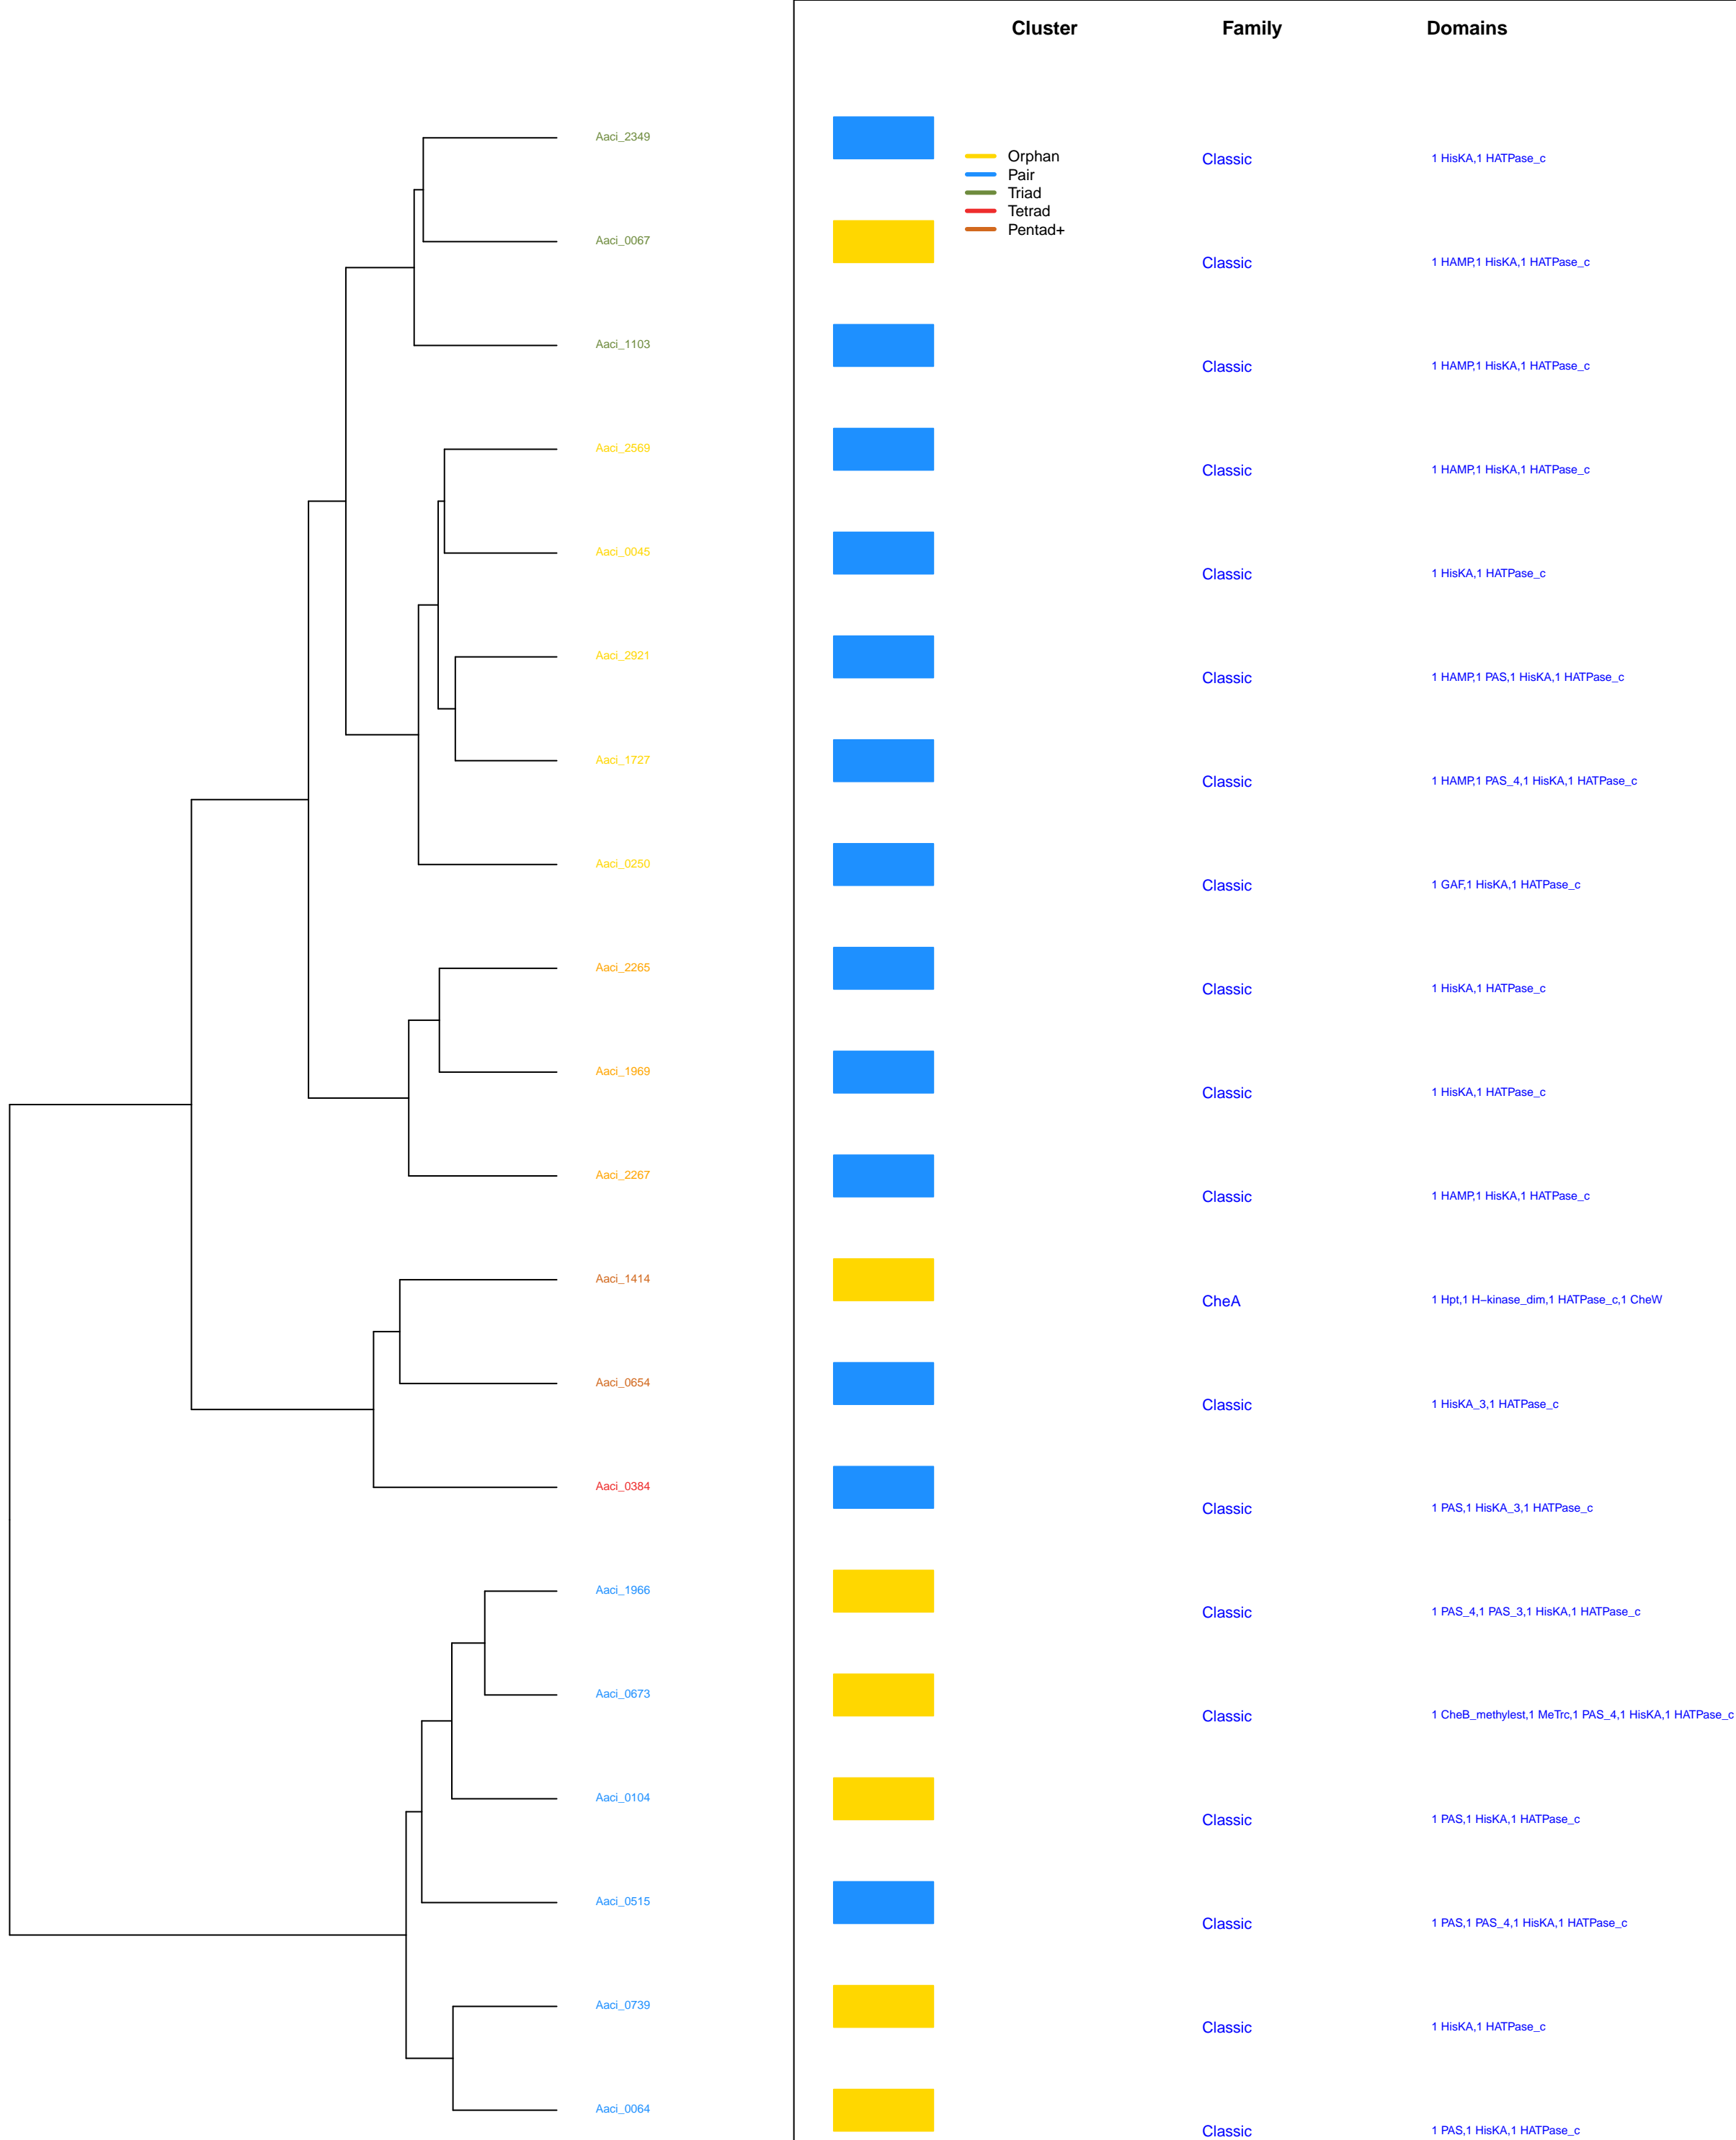 Cluster Family Domains
Aaci_2349 Classic 1 HisKA,1 HATPase_c
Orphan
Pair
Triad
Tetrad
Pentad+
Aaci_0067 Classic 1 HAMP,1 HisKA,1 HATPase_c
Aaci_1103 Classic 1 HAMP,1 HisKA,1 HATPase_c
Aaci_2569 Classic 1 HAMP,1 HisKA,1 HATPase_c
Aaci_0045 Classic 1 HisKA,1 HATPase_c
Aaci_2921 Classic 1 HAMP,1 PAS,1 HisKA,1 HATPase_c
Aaci_1727 Classic 1 HAMP,1 PAS_4,1 HisKA,1 HATPase_c
Aaci_0250 Classic 1 GAF,1 HisKA,1 HATPase_c
Aaci_2265 Classic 1 HisKA,1 HATPase_c
Aaci_1969 Classic 1 HisKA,1 HATPase_c
Aaci_2267 Classic 1 HAMP,1 HisKA,1 HATPase_c
Aaci_1414 CheA 1 Hpt,1 H−kinase_dim,1 HATPase_c,1 CheW
Aaci_0654 Classic 1 HisKA_3,1 HATPase_c
Aaci_0384 Classic 1 PAS,1 HisKA_3,1 HATPase_c
Aaci_1966 Classic 1 PAS_4,1 PAS_3,1 HisKA,1 HATPase_c
Aaci_0673 Classic 1 CheB_methylest,1 MeTrc,1 PAS_4,1 HisKA,1 HATPase_c
Aaci_0104 Classic 1 PAS,1 HisKA,1 HATPase_c
Aaci_0515 Classic 1 PAS,1 PAS_4,1 HisKA,1 HATPase_c
Aaci_0739 Classic 1 HisKA,1 HATPase_c
Aaci_0064 Classic 1 PAS,1 HisKA,1 HATPase_c